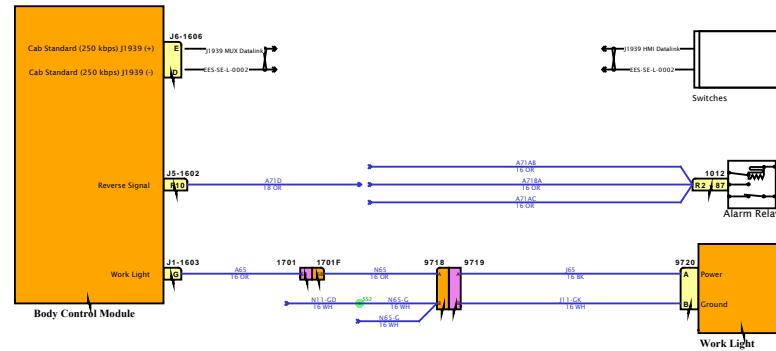 J6-1606
Cab Standard (250 kbps) J1939 (+)
E
J1939 MUX Datalink
J1939 HMI Datalink
Cab Standard (250 kbps) J1939 (-)
D
EES-SE-L-0002
EES-SE-L-0002
Switches
A71AB
16 OR
J5-1602
1012
Reverse Signal
F10
A71D
18 OR
A71BA
16 OR
R2
87
A71AC
16 OR
Alarm Relay
J1-1603
1701
1701F
9718
9719
9720
Work Light
G
A65
16 OR
N65
16 OR
A
A
J65
16 BK
A
Power
N11-GD
16 WH
SS2
N65-G
16 WH
J11-GK
16 WH
B
Ground
N65-G
16 WH
Body Control Module
Work Light